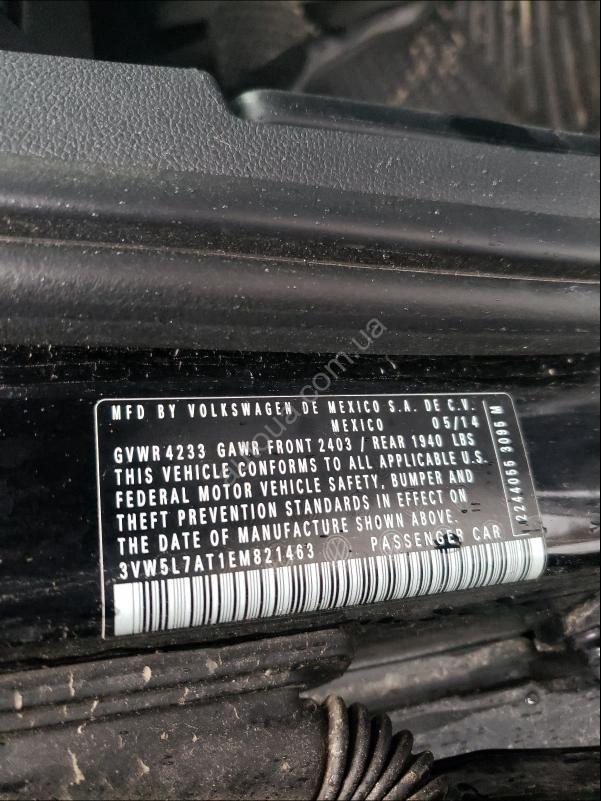 MFD BY VOLKSWAGEN DE MEXICO S.A. DE C.V.
MEXICO 05/14
GVWR 4233 GAWR FRONT 2403 / REAR 1940 LBS
THIS VEHICLE CONFORMS TO ALL APPLICABLE U.S.
FEDERAL MOTOR VEHICLE SAFETY, BUMPER AND
THEFT PREVENTION STANDARDS IN EFFECT ON
THE DATE OF MANUFACTURE SHOWN ABOVE.
3VW5L7AT1EM821463 PASSENGER CAR
3096 M